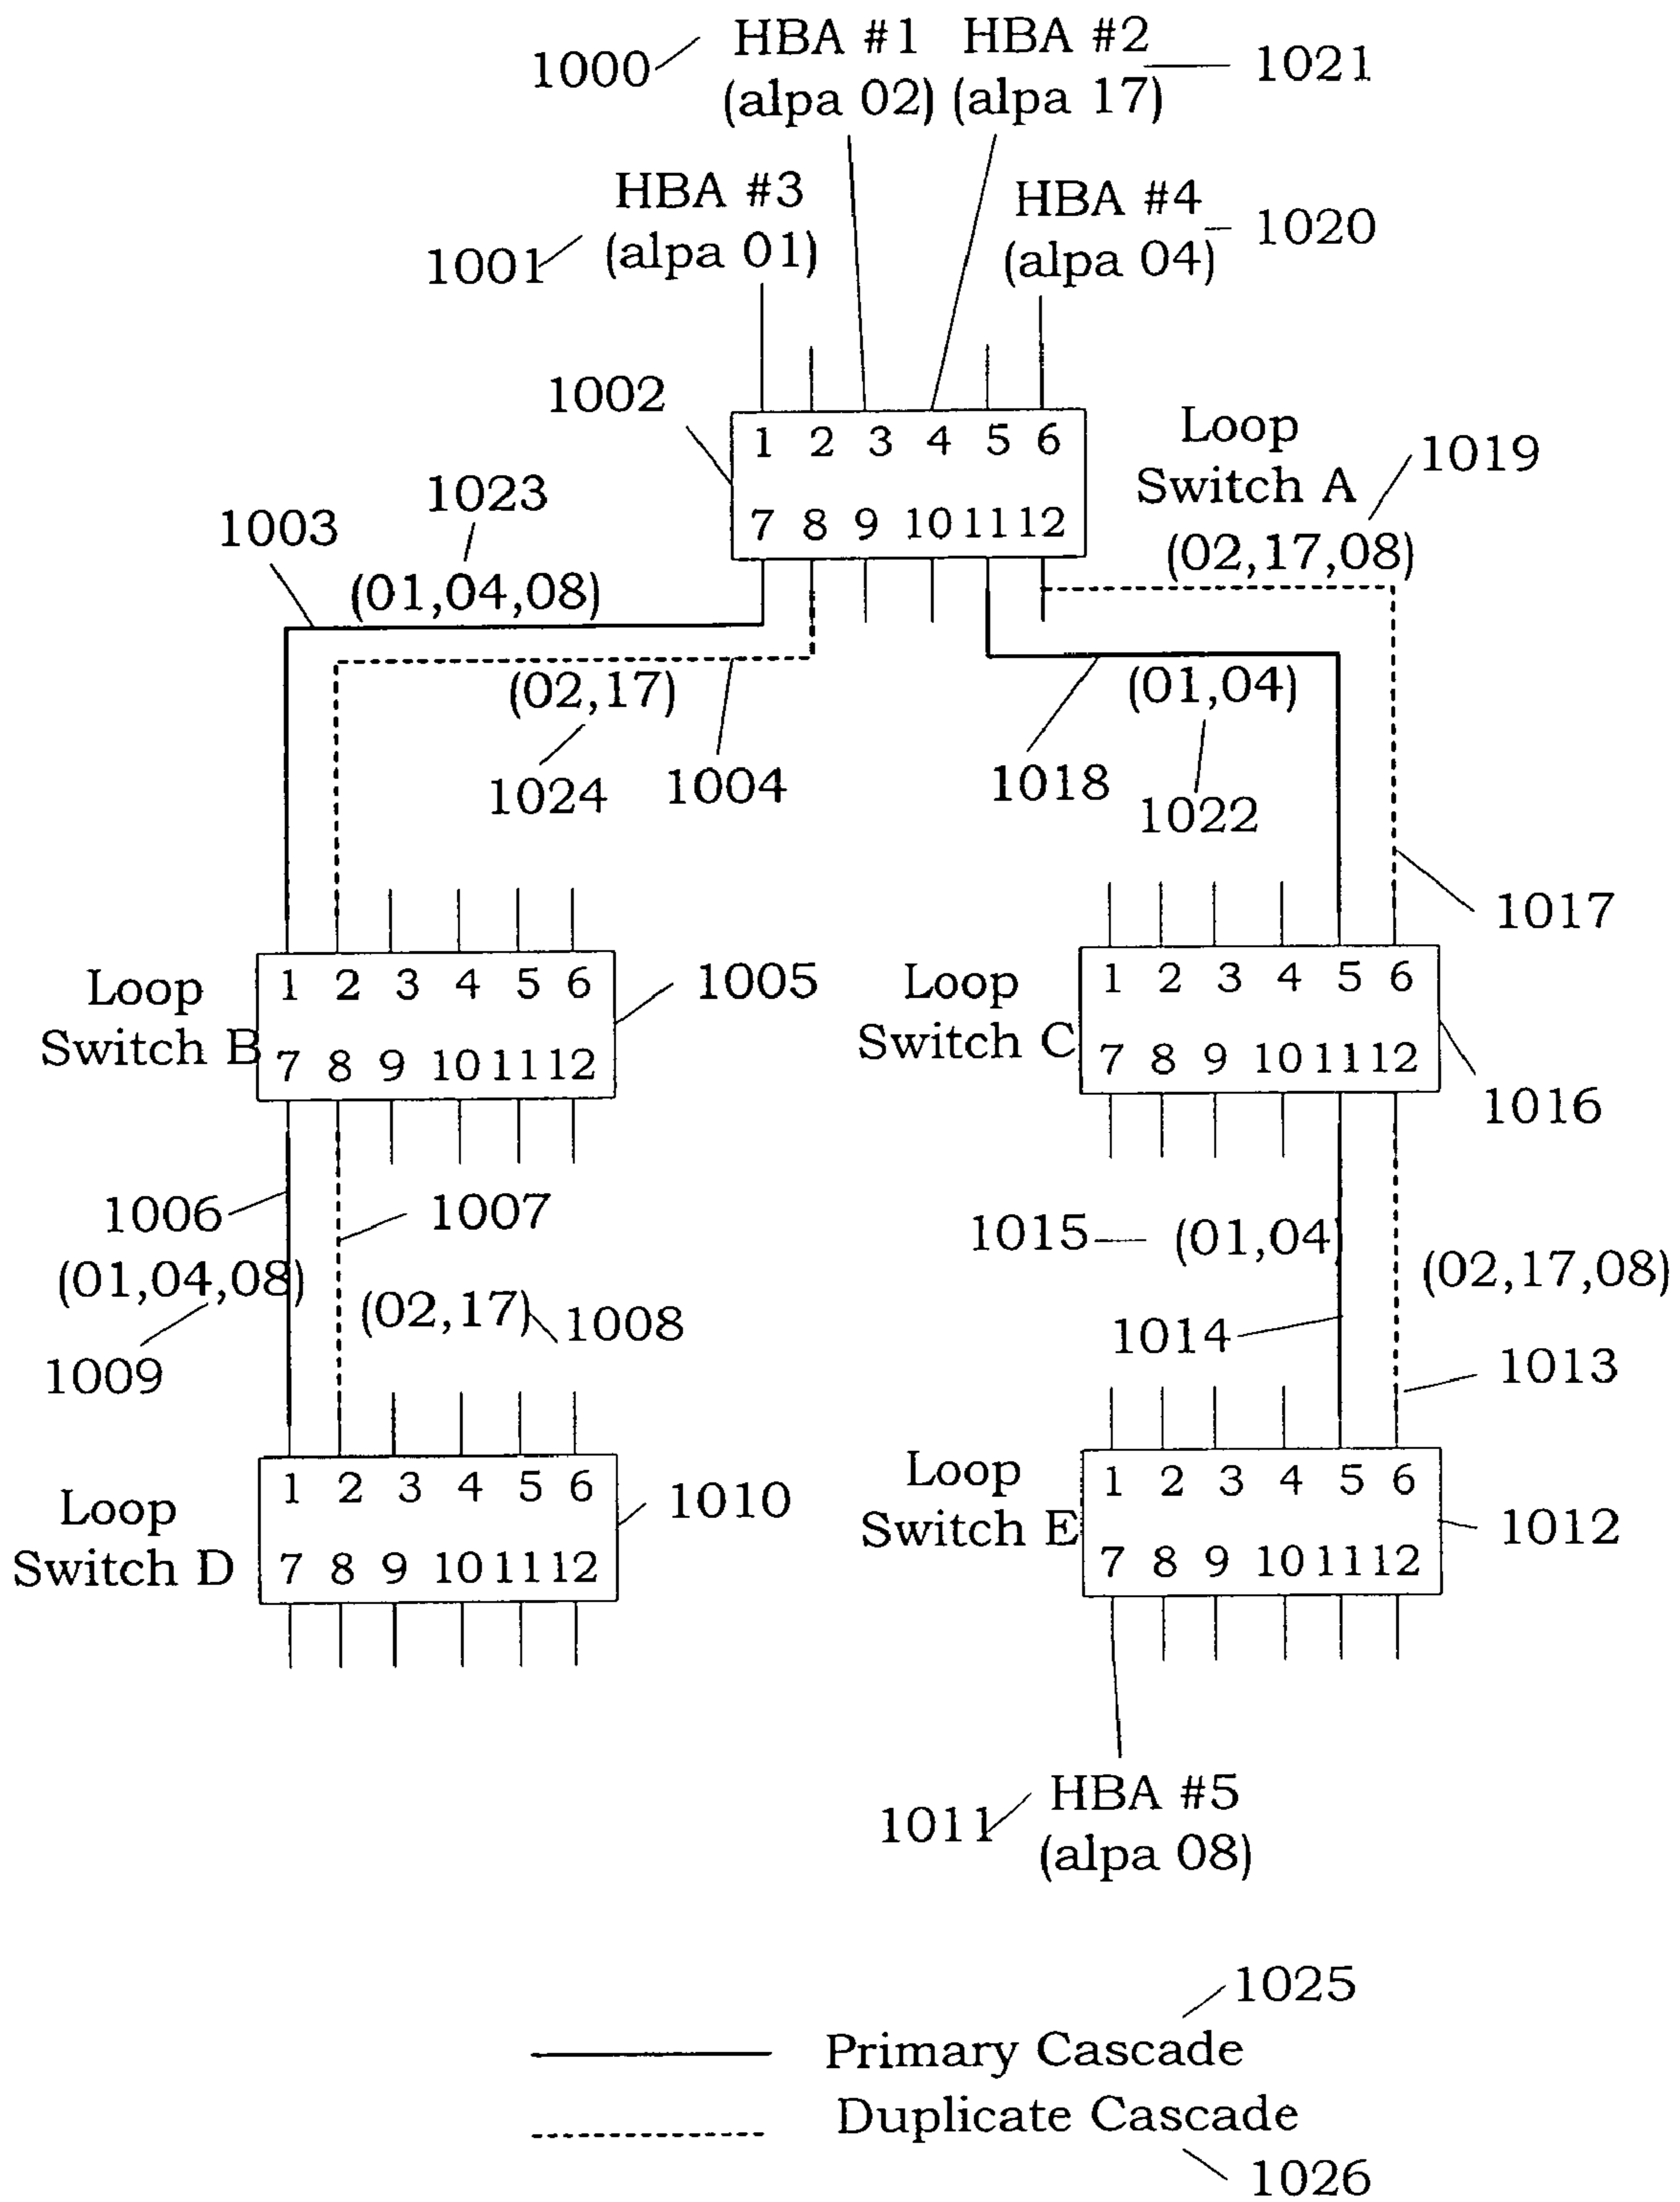 1000
HBA #1
(alpa 02)
HBA #2
(alpa 17)
1021
1001
HBA #3
(alpa 01)
HBA #4
(alpa 04)
1020
1002
1 2 3 4 5 6
7 8 9 10 11 12
Loop
Switch A
1019
(02,17,08)
1003
1023
(01,04,08)
(02,17)
1024
1004
(01,04)
1018
1022
1017
Loop
Switch B
1 2 3 4 5 6
7 8 9 10 11 12
1005
Loop
Switch C
1 2 3 4 5 6
7 8 9 10 11 12
1016
1006
(01,04,08)
1009
1007
(02,17)
1008
1015
(01,04)
1014
(02,17,08)
1013
Loop
Switch D
1 2 3 4 5 6
7 8 9 10 11 12
1010
Loop
Switch E
1 2 3 4 5 6
7 8 9 10 11 12
1012
1011
HBA #5
(alpa 08)
1025
Primary Cascade
Duplicate Cascade
1026